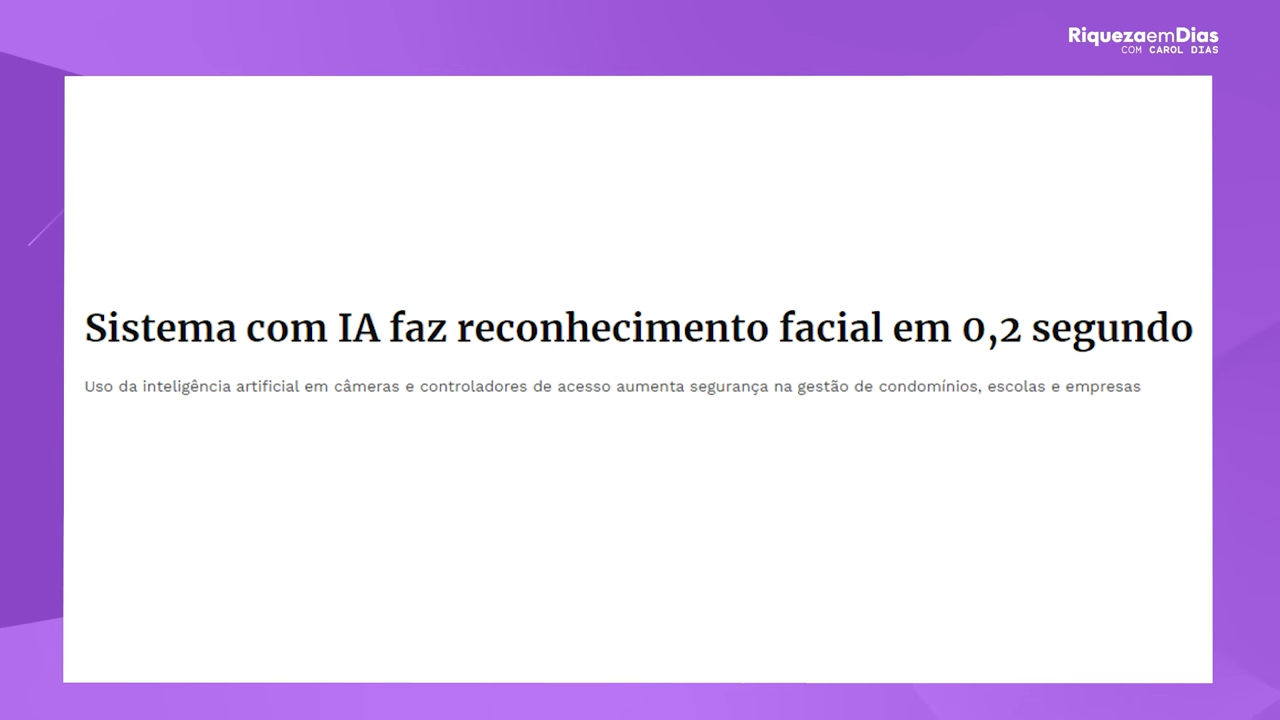 RiquezaemDias
COM CAROL DIAS
Sistema com IA faz reconhecimento facial em 0,2 segundo
Uso da inteligência artificial em câmeras e controladores de acesso aumenta segurança na gestão de condomínios, escolas e empresas